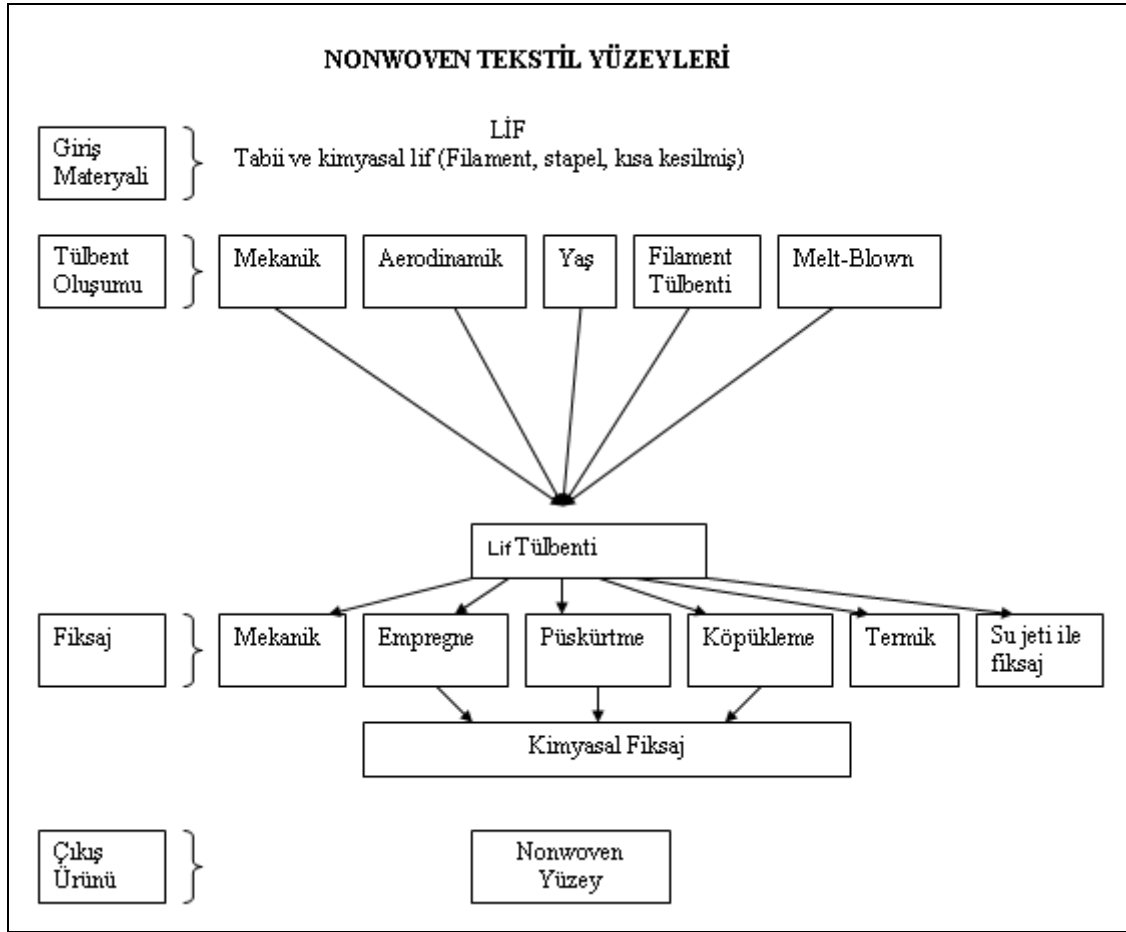 NONWOVEN TEKSTİL YÜZEYLERİ
Giriş
Materyali
LİF
Tabii ve kimyasal lif (Filament, stapel, kısa kesilmiş)
Tülbent
Oluşumu
Mekanik
Aerodinamik
Yaş
Filament
Tülbenti
Melt-Blown
Lif Tülbenti
Fiksaj
Mekanik
Empregne
Püskürtme
Köpükleme
Termik
Su jeti ile
fiksaj
Kimyasal Fiksaj
Çıkış
Ürünü
Nonwoven
Yüzey